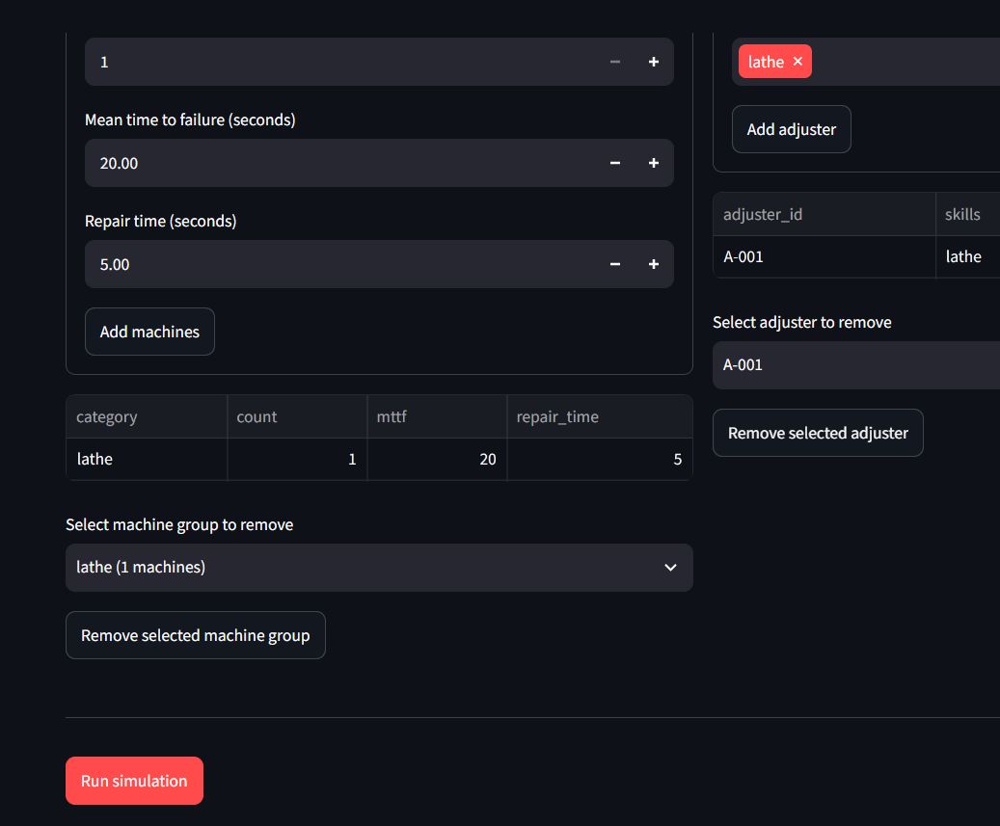 1
Mean time to failure (seconds)
20.00
Repair time (seconds)
5.00
Add machines
category count mttf repair_time
lathe 1 20 5
Select machine group to remove
lathe (1 machines)
Remove selected machine group
Run simulation
lathe ×
Add adjuster
adjuster_id skills
A-001 lathe
Select adjuster to remove
A-001
Remove selected adjuster